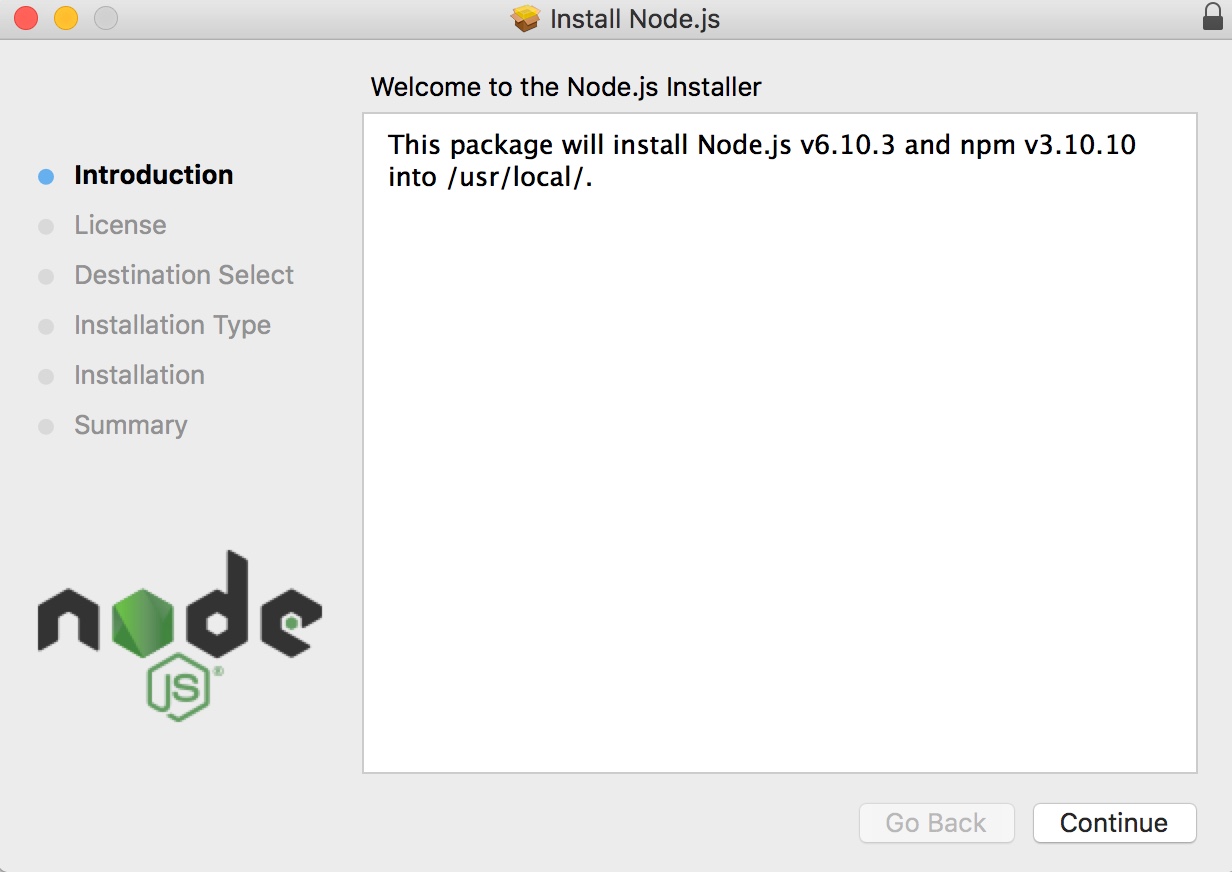 Install Node.js
Welcome to the Node.js Installer
This package will install Node.js v6.10.3 and npm v3.10.10
into /usr/local/.
Introduction
License
Destination Select
Installation Type
Installation
Summary
node
JS®
Go Back
Continue